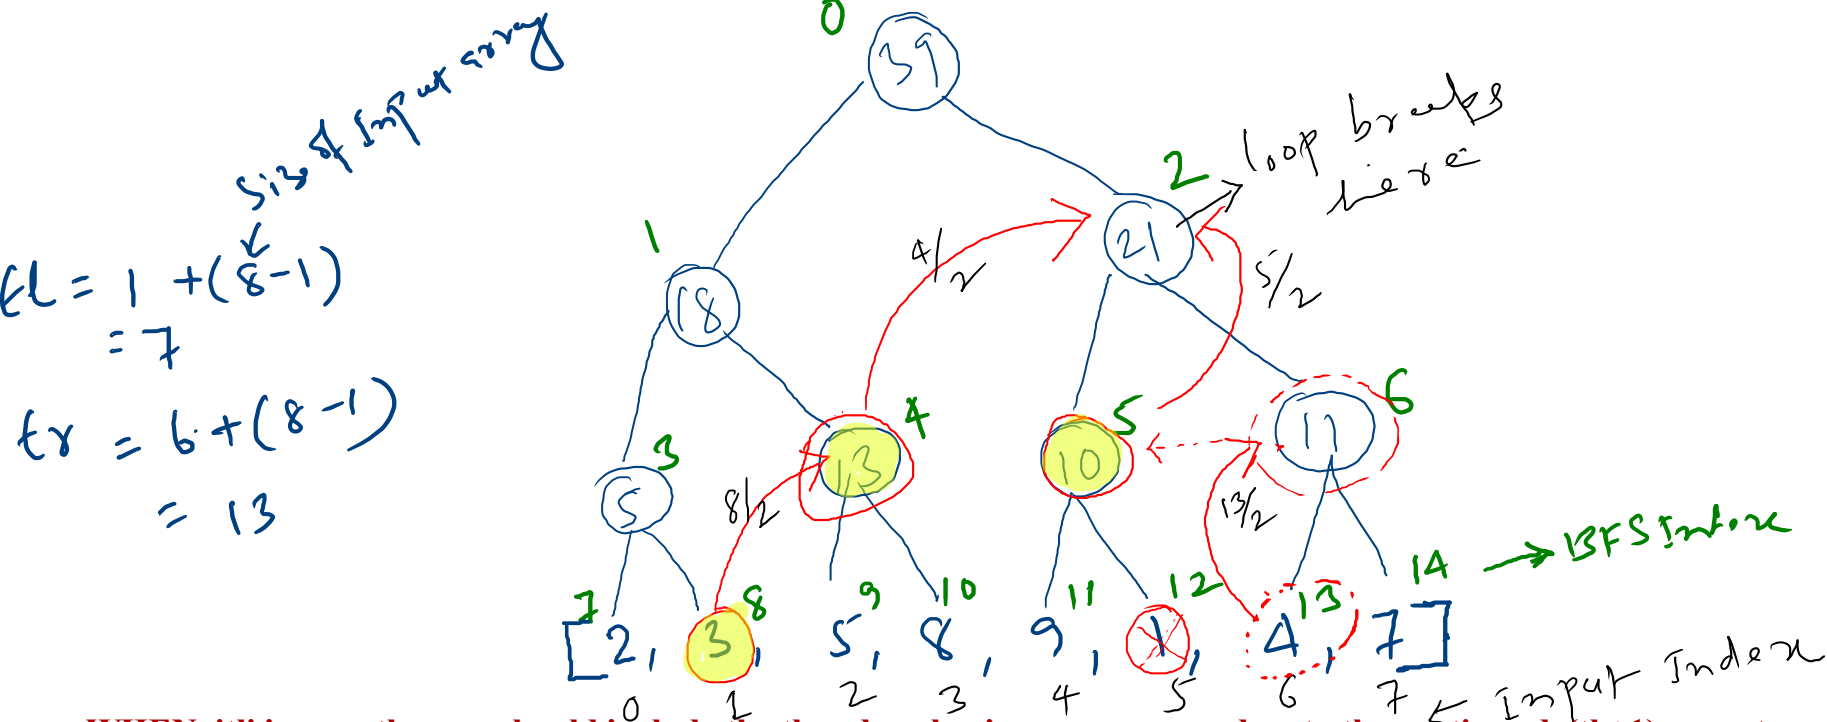 0
39
size of Input array
loop breaks
here
2
21
1
18
4/2
5/2
tl = 1 + (8-1)
= 7
tr = 6 + (8-1)
= 13
3
5
4
13
5
10
6
11
8/2
13/2
7 8 9 10 11 12 13 14 → BFS Index
[2, 3, 5, 8, 9, 1, 4, 7]
0 1 2 3 4 5 6 7 ← Input Index